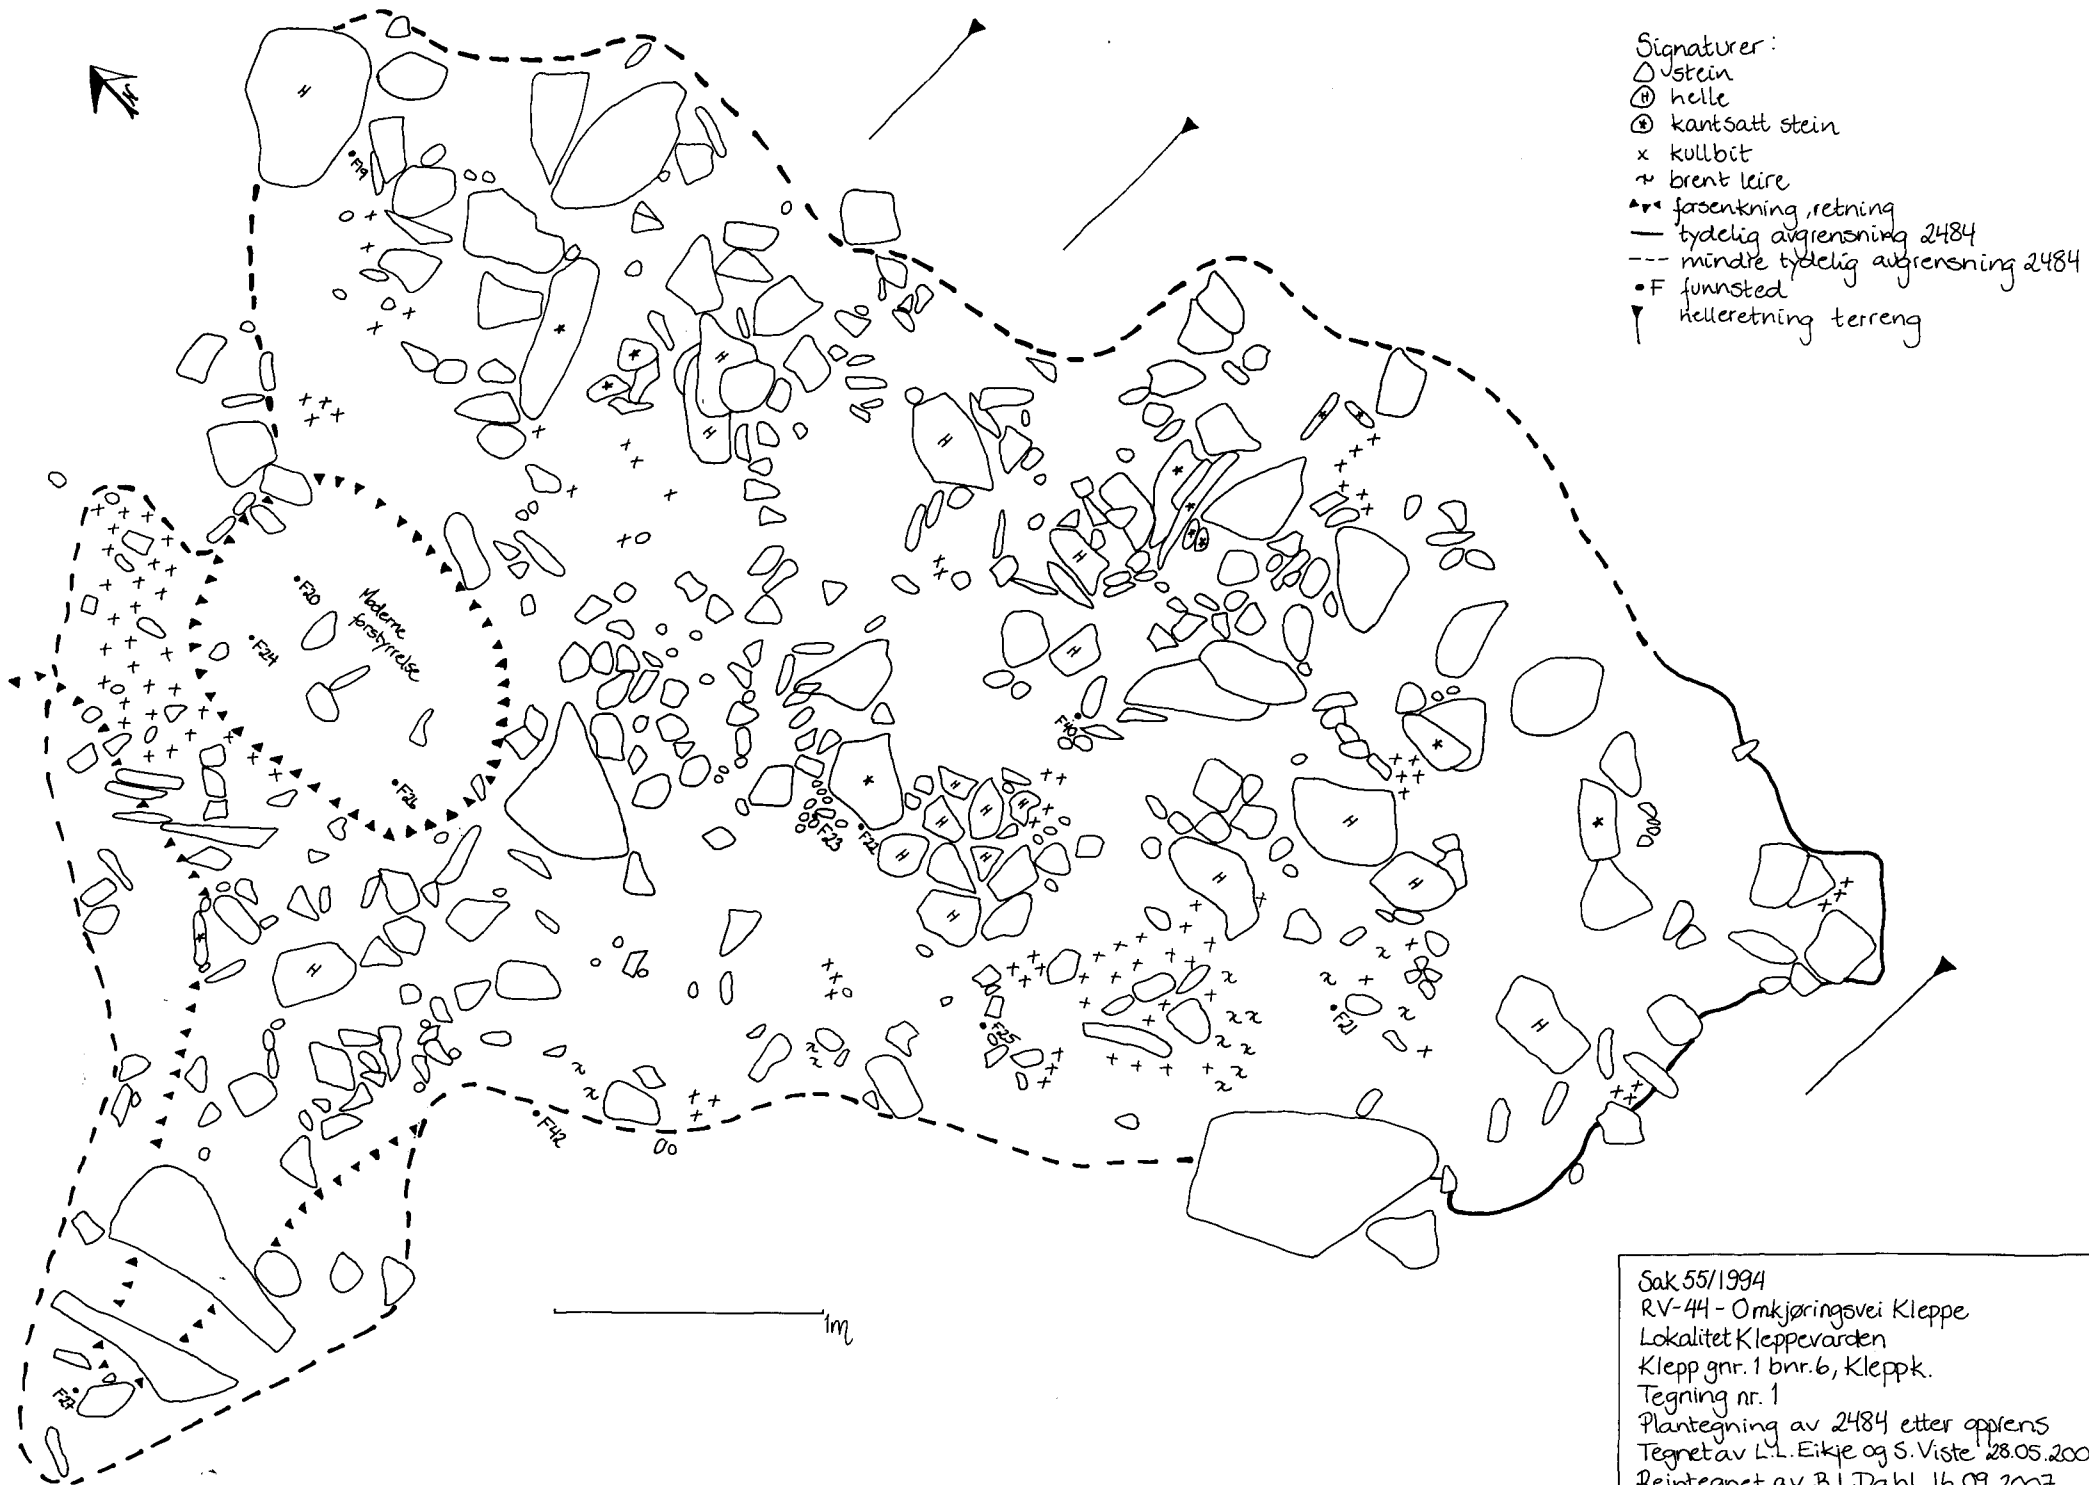 Signaturer:
stein
H helle
kantsatt stein
x kullbit
brent leire
forsenkning, retning
tydelig avgrensning 2484
mindre tydelig avgrensning 2484
F funnsted
helleretning terreng
N
F19
F20
Moderne
forstyrrelse
F24
F26
F40
F23
F22
F25
F21
F42
F27
1m
Sak 55/1994
RV-44 - Omkjøringsvei Kleppe
Lokalitet Kleppevarden
Klepp gnr. 1 bnr. 6, Klepp k.
Tegning nr. 1
Plantegning av 2484 etter opprens
Tegnet av L.L. Eikje og S. Viste 28.05.200